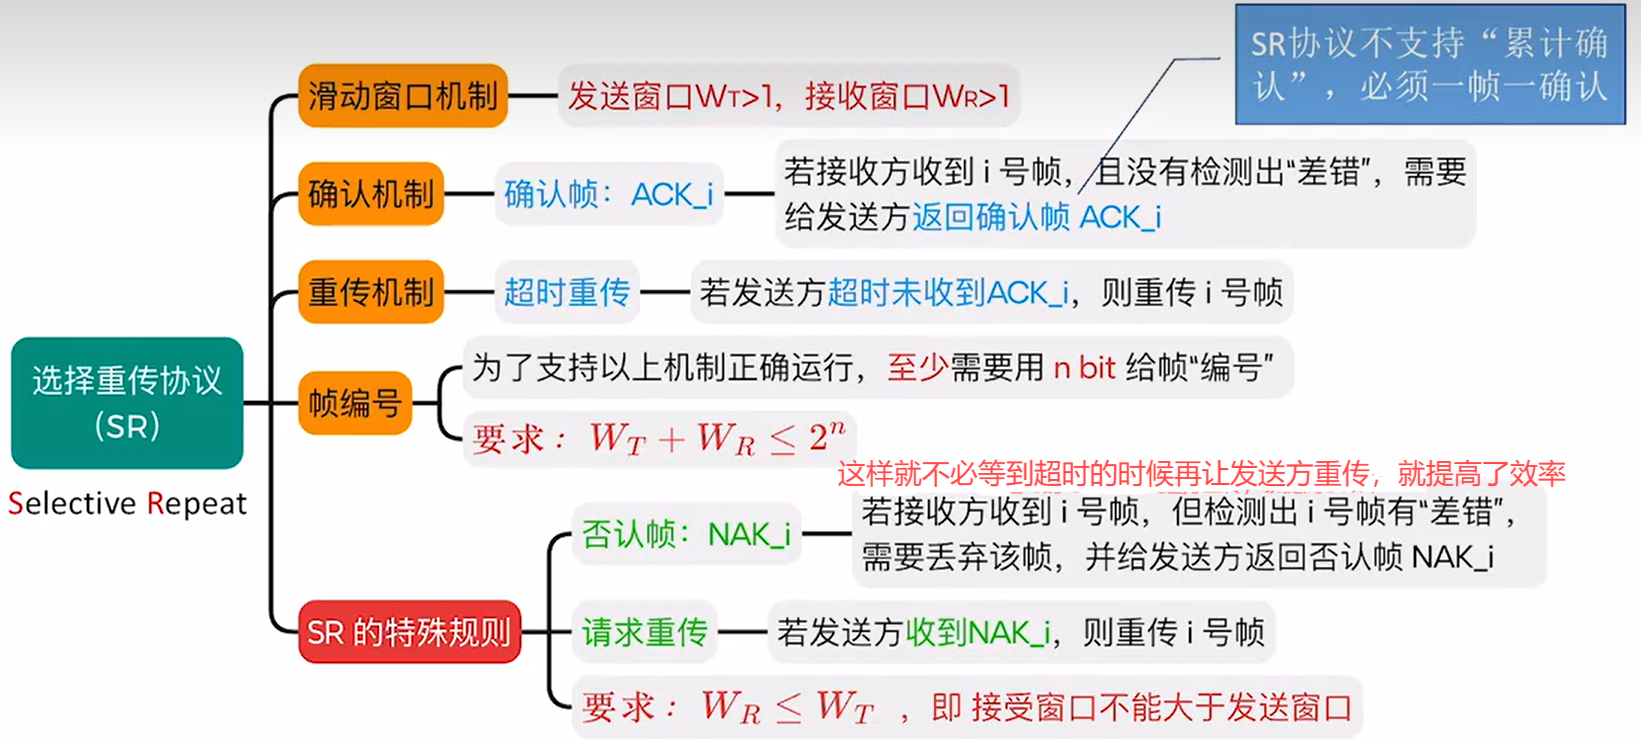 SR协议不支持“累计确
认”，必须一帧一确认
滑动窗口机制
发送窗口WT>1，接收窗口WR>1
确认机制
确认帧：ACK_i
若接收方收到 i 号帧，且没有检测出“差错”，需要
给发送方返回确认帧 ACK_i
重传机制
超时重传
若发送方超时未收到ACK_i，则重传 i 号帧
选择重传协议
（SR）
Selective Repeat
帧编号
为了支持以上机制正确运行，至少需要用 n bit 给帧“编号”
要求：W_T + W_R ≤ 2^n
这样就不必等到超时的时候再让发送方重传，就提高了效率
SR 的特殊规则
否认帧：NAK_i
若接收方收到 i 号帧，但检测出 i 号帧有“差错”，
需要丢弃该帧，并给发送方返回否认帧 NAK_i
请求重传
若发送方收到NAK_i，则重传 i 号帧
要求：W_R ≤ W_T ，即 接受窗口不能大于发送窗口